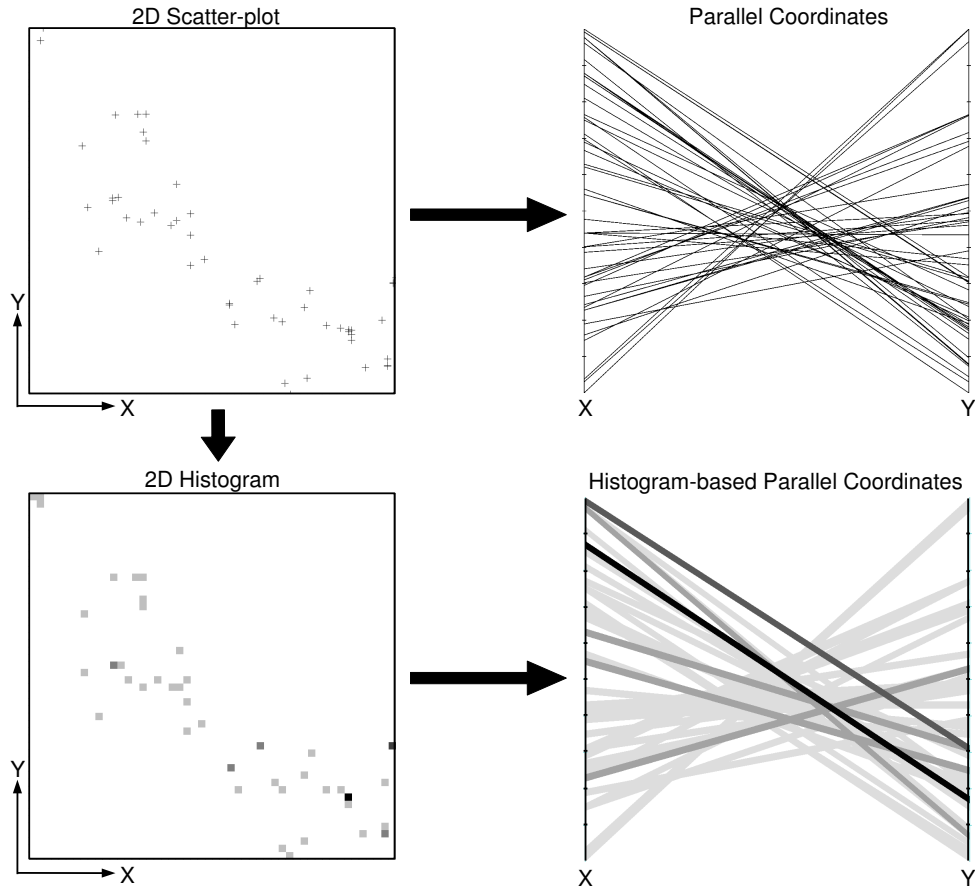 2D Scatter-plot
Parallel Coordinates
Y
X
X
Y
2D Histogram
Histogram-based Parallel Coordinates
Y
X
X
Y